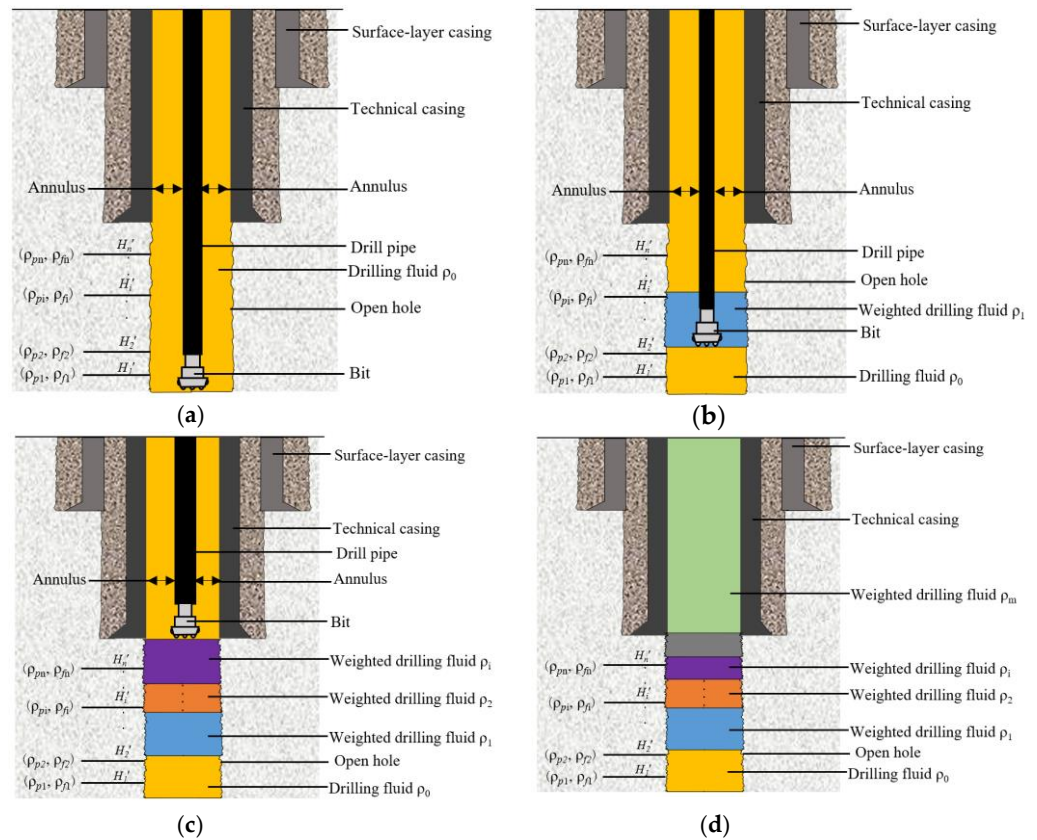 Surface-layer casing
Technical casing
Annulus
Annulus
Drill pipe
Drilling fluid ρ₀
Open hole
Bit
(ρₚₙ, ρfn) Hₙ'
(ρₚᵢ, ρfi) Hᵢ'
(ρₚ₂, ρf2) H₂'
(ρₚ₁, ρf1) H₁'
(a)
Surface-layer casing
Technical casing
Annulus
Annulus
Drill pipe
Open hole
Weighted drilling fluid ρ₁
Bit
Drilling fluid ρ₀
(ρₚₙ, ρfn) Hₙ'
(ρₚᵢ, ρfi) Hᵢ'
(ρₚ₂, ρf2) H₂'
(ρₚ₁, ρf1) H₁'
(b)
Surface-layer casing
Technical casing
Drill pipe
Annulus
Annulus
Bit
Weighted drilling fluid ρᵢ
Weighted drilling fluid ρ₂
Weighted drilling fluid ρ₁
Open hole
Drilling fluid ρ₀
(ρₚₙ, ρfn) Hₙ'
(ρₚᵢ, ρfi) Hᵢ'
(ρₚ₂, ρf2) H₂'
(ρₚ₁, ρf1) H₁'
(c)
Surface-layer casing
Technical casing
Weighted drilling fluid ρₘ
Weighted drilling fluid ρᵢ
Weighted drilling fluid ρ₂
Weighted drilling fluid ρ₁
Open hole
Drilling fluid ρ₀
(ρₚₙ, ρfn) Hₙ'
(ρₚᵢ, ρfi) Hᵢ'
(ρₚ₂, ρf2) H₂'
(ρₚ₁, ρf1) H₁'
(d)